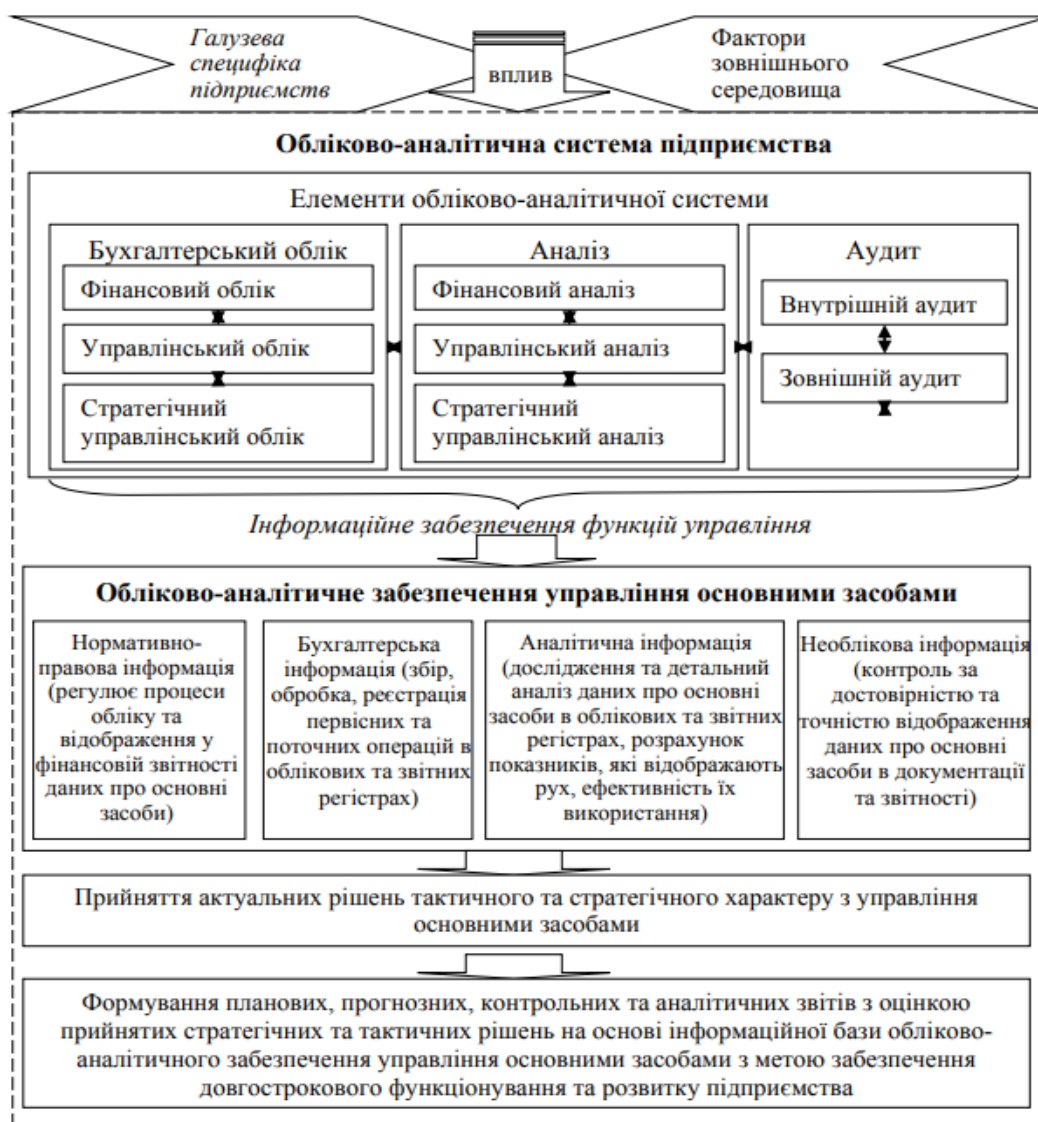 Галузева
специфіка
підприємств
вплив
Фактори
зовнішнього
середовища
Обліково-аналітична система підприємства
Елементи обліково-аналітичної системи
Бухгалтерський облік
Фінансовий облік
Управлінський облік
Стратегічний
управлінський облік
Аналіз
Фінансовий аналіз
Управлінський аналіз
Стратегічний
управлінський аналіз
Аудит
Внутрішній аудит
Зовнішній аудит
Інформаційне забезпечення функцій управління
Обліково-аналітичне забезпечення управління основними засобами
Нормативно-
правова інформація
(регулює процеси
обліку та
відображення у
фінансовій звітності
даних про основні
засоби)
Бухгалтерська
інформація (збір,
обробка, реєстрація
первісних та
поточних операцій в
облікових та звітних
регістрах)
Аналітична інформація
(дослідження та детальний
аналіз даних про основні
засоби в облікових та звітних
регістрах, розрахунок
показників, які відображають
рух, ефективність їх
використання)
Необлікова інформація
(контроль за
достовірністю та
точністю відображення
даних про основні
засоби в документації
та звітності)
Прийняття актуальних рішень тактичного та стратегічного характеру з управління
основними засобами
Формування планових, прогнозних, контрольних та аналітичних звітів з оцінкою
прийнятих стратегічних та тактичних рішень на основі інформаційної бази обліково-
аналітичного забезпечення управління основними засобами з метою забезпечення
довгострокового функціонування та розвитку підприємства